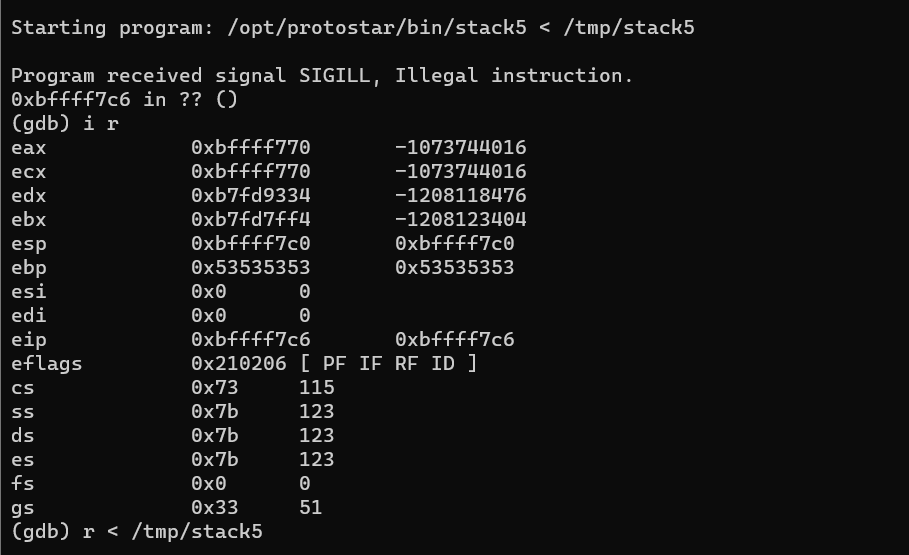 Starting program: /opt/protostar/bin/stack5 < /tmp/stack5
Program received signal SIGILL, Illegal instruction.
0xbffff7c6 in ?? ()
(gdb) i r
eax 0xbffff770 -1073744016
ecx 0xbffff770 -1073744016
edx 0xb7fd9334 -1208118476
ebx 0xb7fd7ff4 -1208123404
esp 0xbffff7c0 0xbffff7c0
ebp 0x53535353 0x53535353
esi 0x0 0
edi 0x0 0
eip 0xbffff7c6 0xbffff7c6
eflags 0x210206 [ PF IF RF ID ]
cs 0x73 115
ss 0x7b 123
ds 0x7b 123
es 0x7b 123
fs 0x0 0
gs 0x33 51
(gdb) r < /tmp/stack5